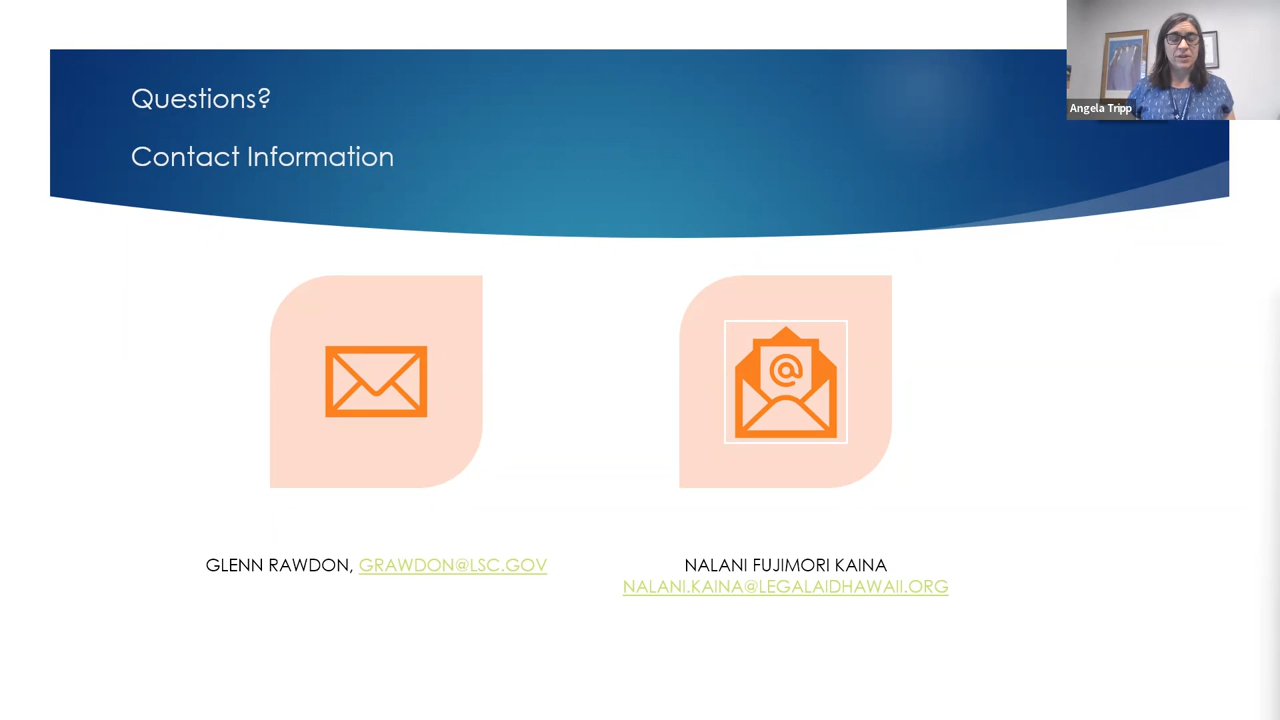 Questions?
Contact Information
Angela Tripp
@
GLENN RAWDON, GRAWDON@LSC.GOV
NALANI FUJIMORI KAINA
NALANI.KAINA@LEGALAIDHAWAII.ORG